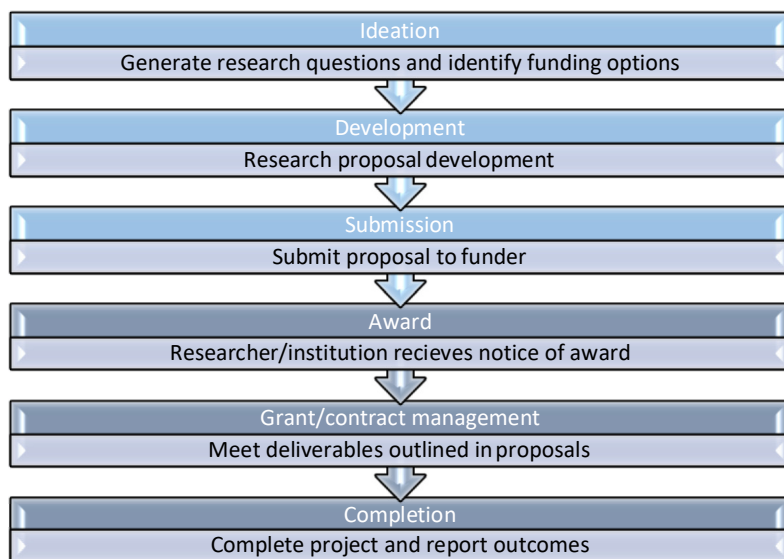 Ideation
Generate research questions and identify funding options
Development
Research proposal development
Submission
Submit proposal to funder
Award
Researcher/institution recieves notice of award
Grant/contract management
Meet deliverables outlined in proposals
Completion
Complete project and report outcomes